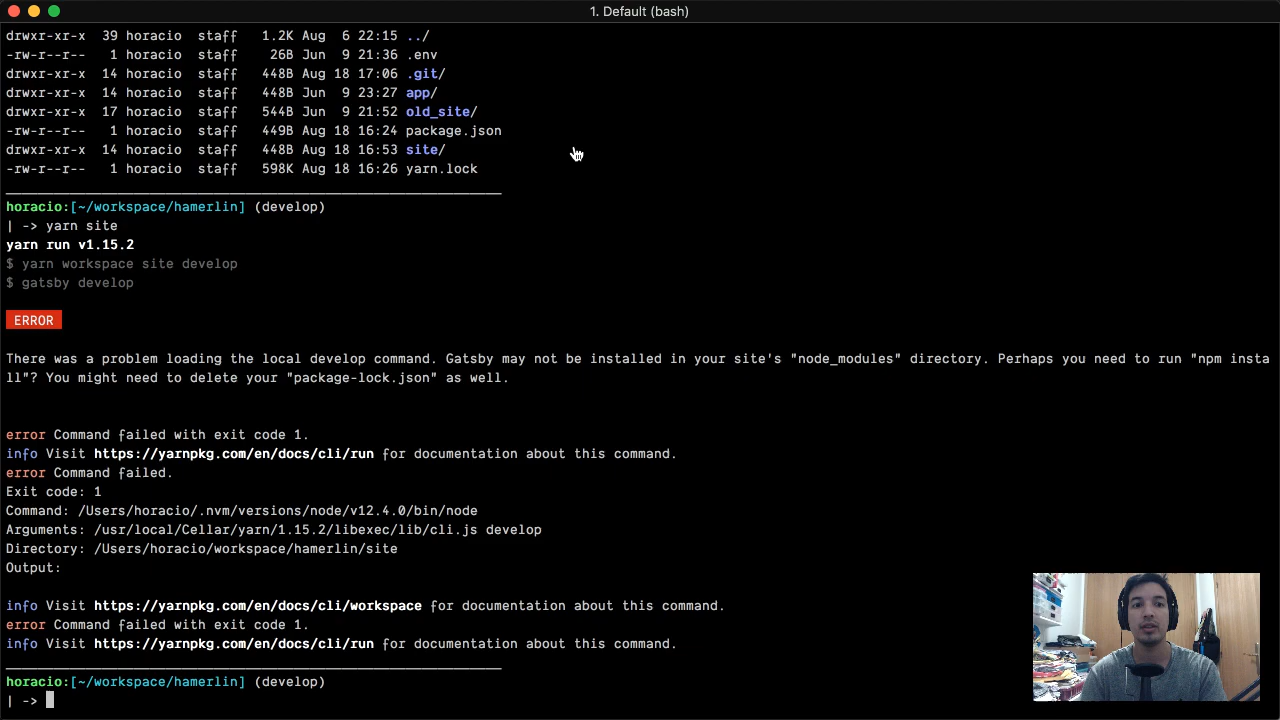 1. Default (bash)
drwxr-xr-x  39 horacio  staff   1.2K Aug  6 22:15 ../
-rw-r--r--   1 horacio  staff    26B Jun  9 21:36 .env
drwxr-xr-x  14 horacio  staff   448B Aug 18 17:06 .git/
drwxr-xr-x  14 horacio  staff   448B Jun  9 23:27 app/
drwxr-xr-x  17 horacio  staff   544B Jun  9 21:52 old_site/
-rw-r--r--   1 horacio  staff   449B Aug 18 16:24 package.json
drwxr-xr-x  14 horacio  staff   448B Aug 18 16:53 site/
-rw-r--r--   1 horacio  staff   598K Aug 18 16:26 yarn.lock
horacio:[~/workspace/hamerlin] (develop)
| -> yarn site
yarn run v1.15.2
$ yarn workspace site develop
$ gatsby develop
ERROR
There was a problem loading the local develop command. Gatsby may not be installed in your site's "node_modules" directory. Perhaps you need to run "npm insta
ll"? You might need to delete your "package-lock.json" as well.
error Command failed with exit code 1.
info Visit https://yarnpkg.com/en/docs/cli/run for documentation about this command.
error Command failed.
Exit code: 1
Command: /Users/horacio/.nvm/versions/node/v12.4.0/bin/node
Arguments: /usr/local/Cellar/yarn/1.15.2/libexec/lib/cli.js develop
Directory: /Users/horacio/workspace/hamerlin/site
Output:
info Visit https://yarnpkg.com/en/docs/cli/workspace for documentation about this command.
error Command failed with exit code 1.
info Visit https://yarnpkg.com/en/docs/cli/run for documentation about this command.
horacio:[~/workspace/hamerlin] (develop)
| ->